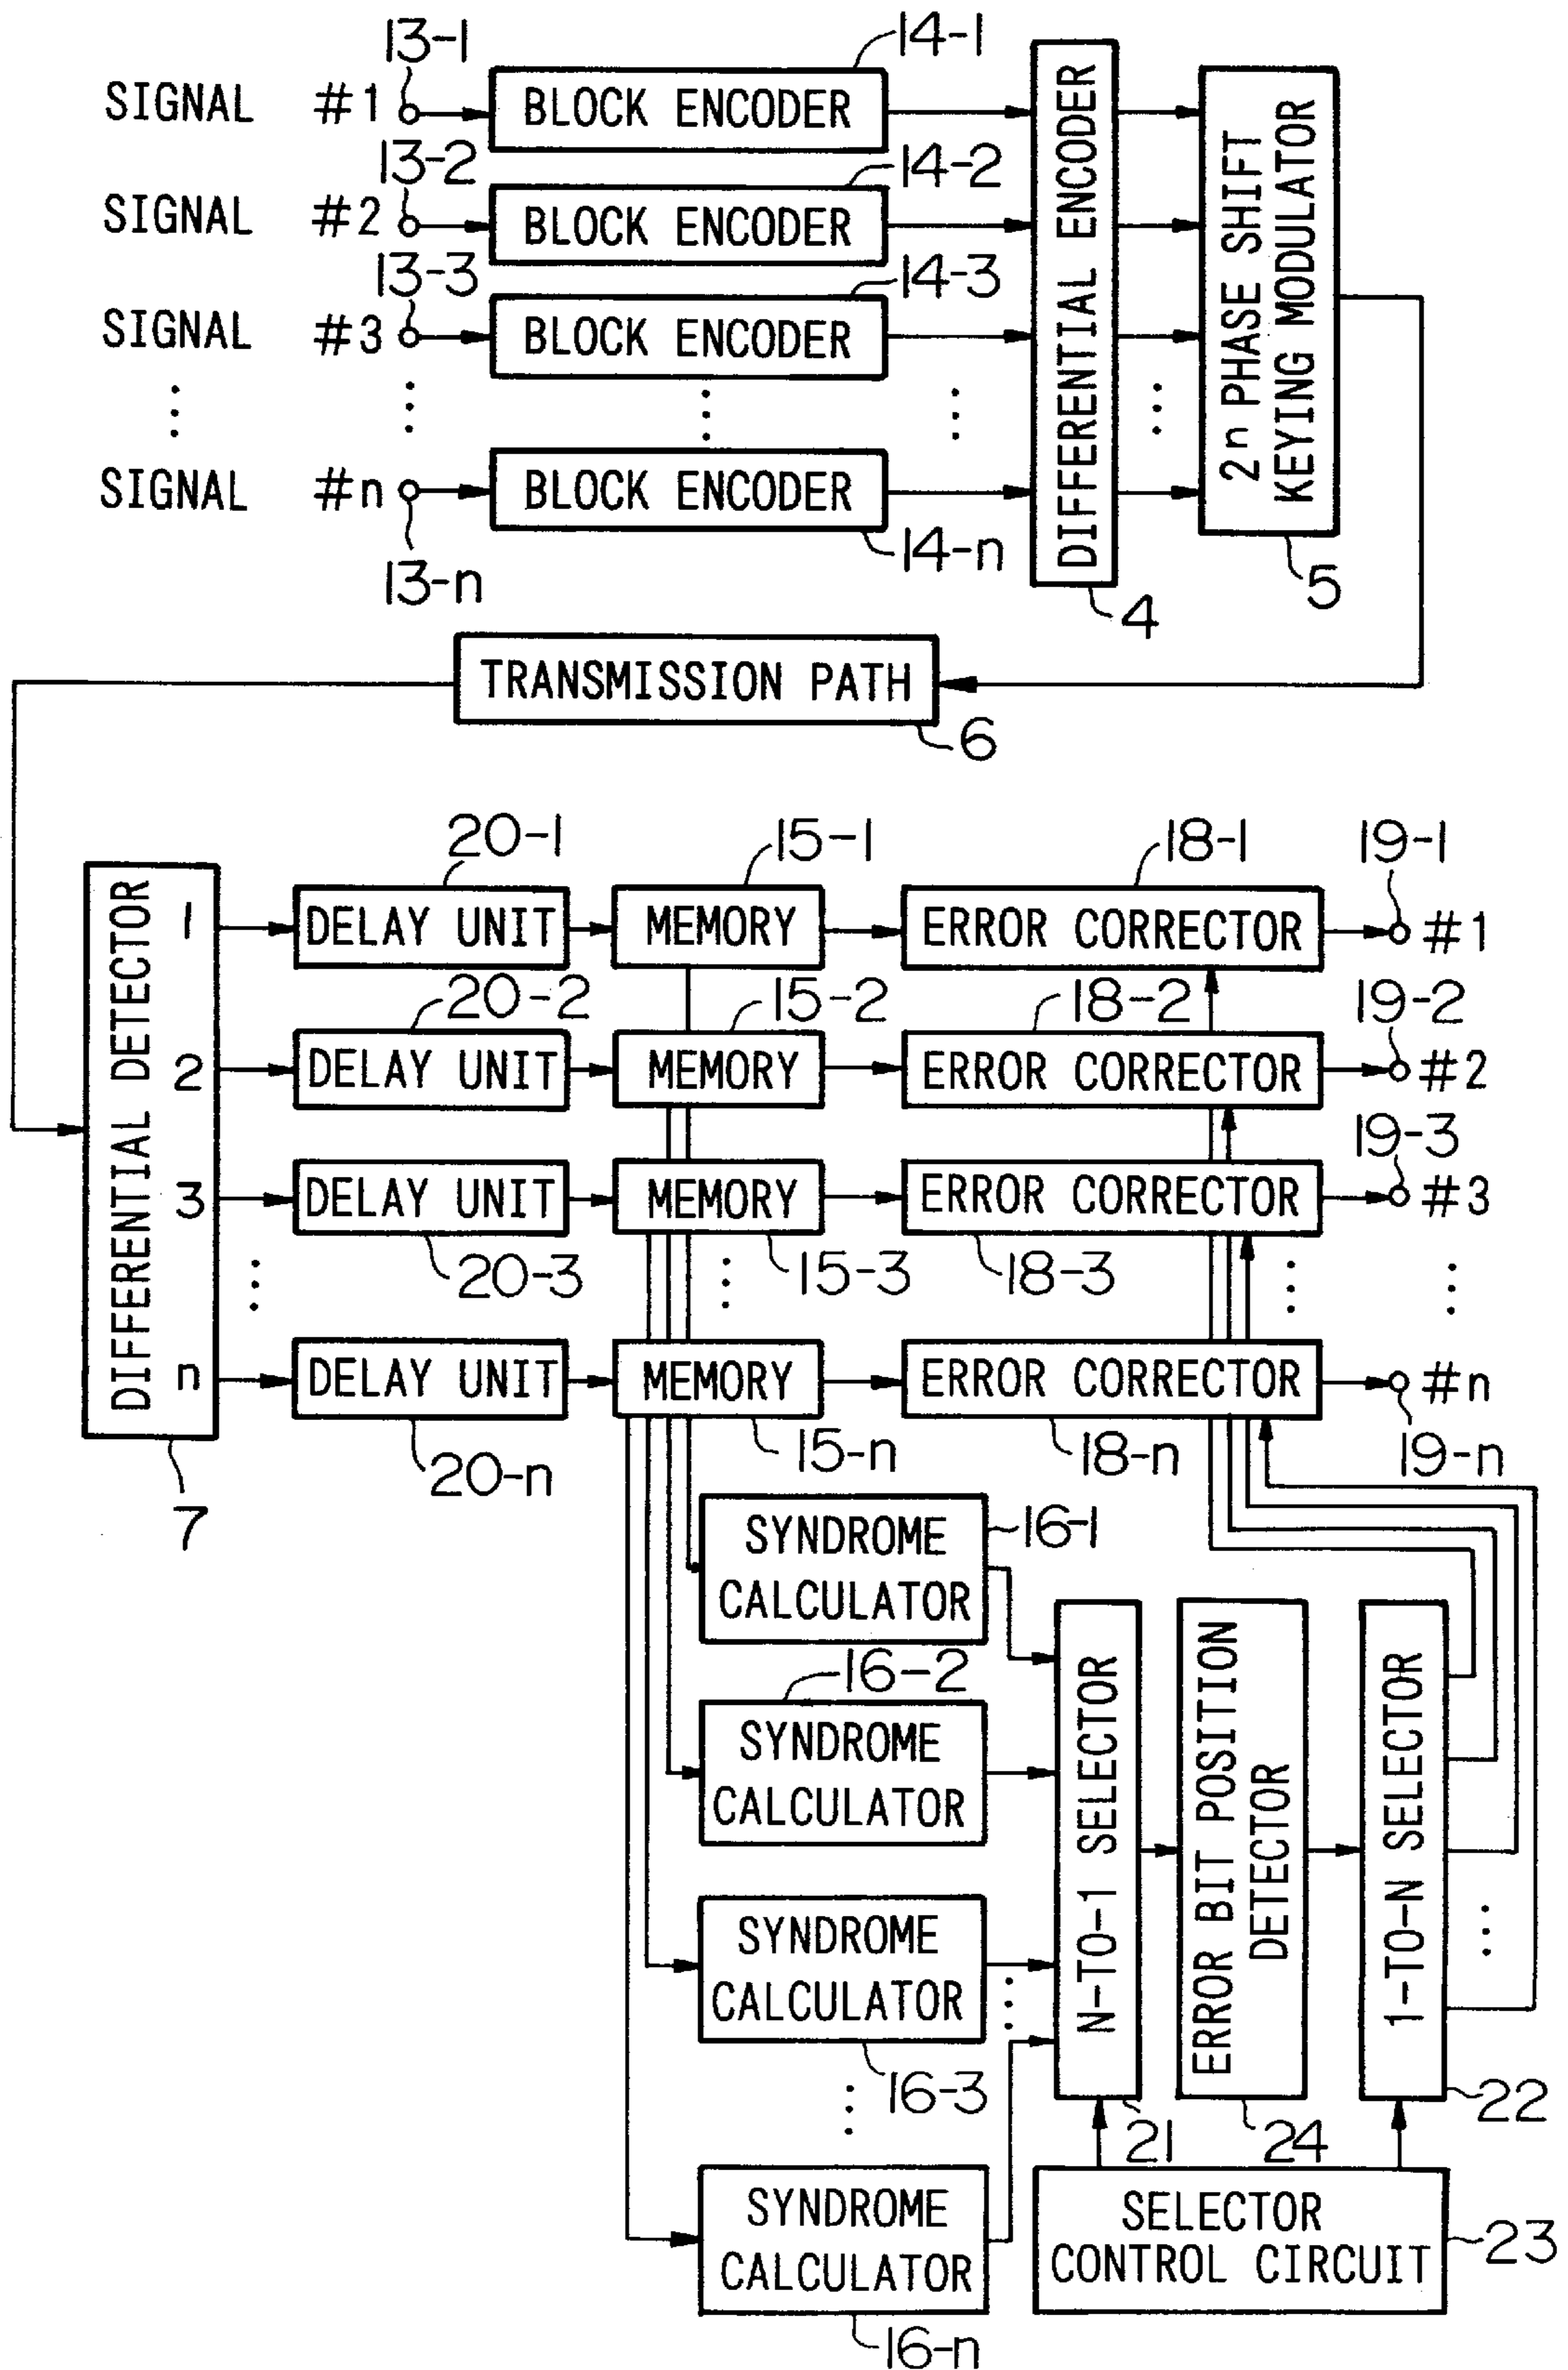 13-1
14-1
SIGNAL #1
BLOCK ENCODER
13-2
14-2
SIGNAL #2
BLOCK ENCODER
13-3
14-3
SIGNAL #3
BLOCK ENCODER
SIGNAL #n
BLOCK ENCODER
13-n
14-n
DIFFERENTIAL ENCODER
4
2ⁿ PHASE SHIFT
KEYING MODULATOR
5
TRANSMISSION PATH
6
DIFFERENTIAL DETECTOR
7
20-1
15-1
18-1
19-1
1
DELAY UNIT
MEMORY
ERROR CORRECTOR
#1
20-2
15-2
18-2
19-2
2
DELAY UNIT
MEMORY
ERROR CORRECTOR
#2
19-3
3
DELAY UNIT
MEMORY
ERROR CORRECTOR
#3
20-3
15-3
18-3
n
DELAY UNIT
MEMORY
ERROR CORRECTOR
#n
20-n
15-n
18-n
19-n
SYNDROME
CALCULATOR
16-1
16-2
SYNDROME
CALCULATOR
SYNDROME
CALCULATOR
16-3
SYNDROME
CALCULATOR
16-n
N-TO-1 SELECTOR
21
ERROR BIT POSITION
DETECTOR
24
1-TO-N SELECTOR
22
SELECTOR
CONTROL CIRCUIT
23